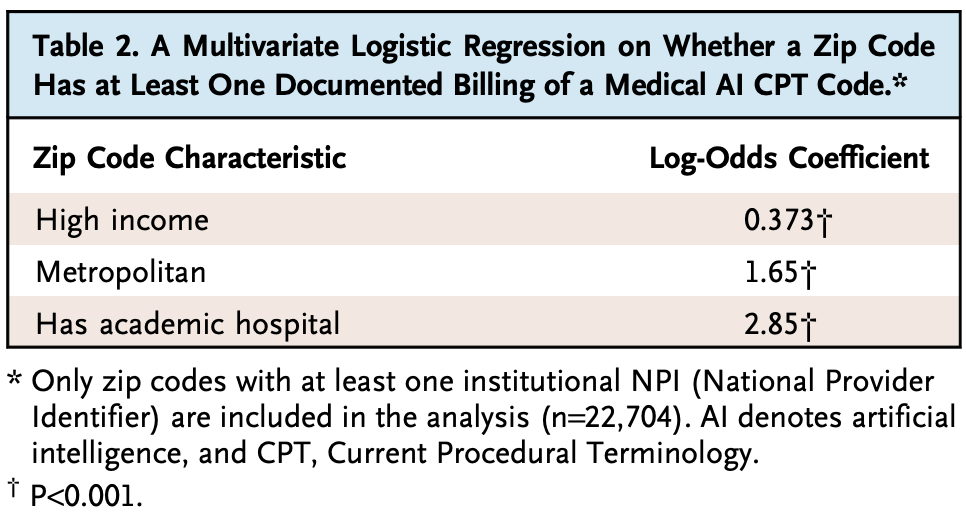 Table 2. A Multivariate Logistic Regression on Whether a Zip Code
Has at Least One Documented Billing of a Medical AI CPT Code.*
Zip Code Characteristic Log-Odds Coefficient
High income 0.373†
Metropolitan 1.65†
Has academic hospital 2.85†
* Only zip codes with at least one institutional NPI (National Provider
Identifier) are included in the analysis (n=22,704). AI denotes artificial
intelligence, and CPT, Current Procedural Terminology.
† P<0.001.